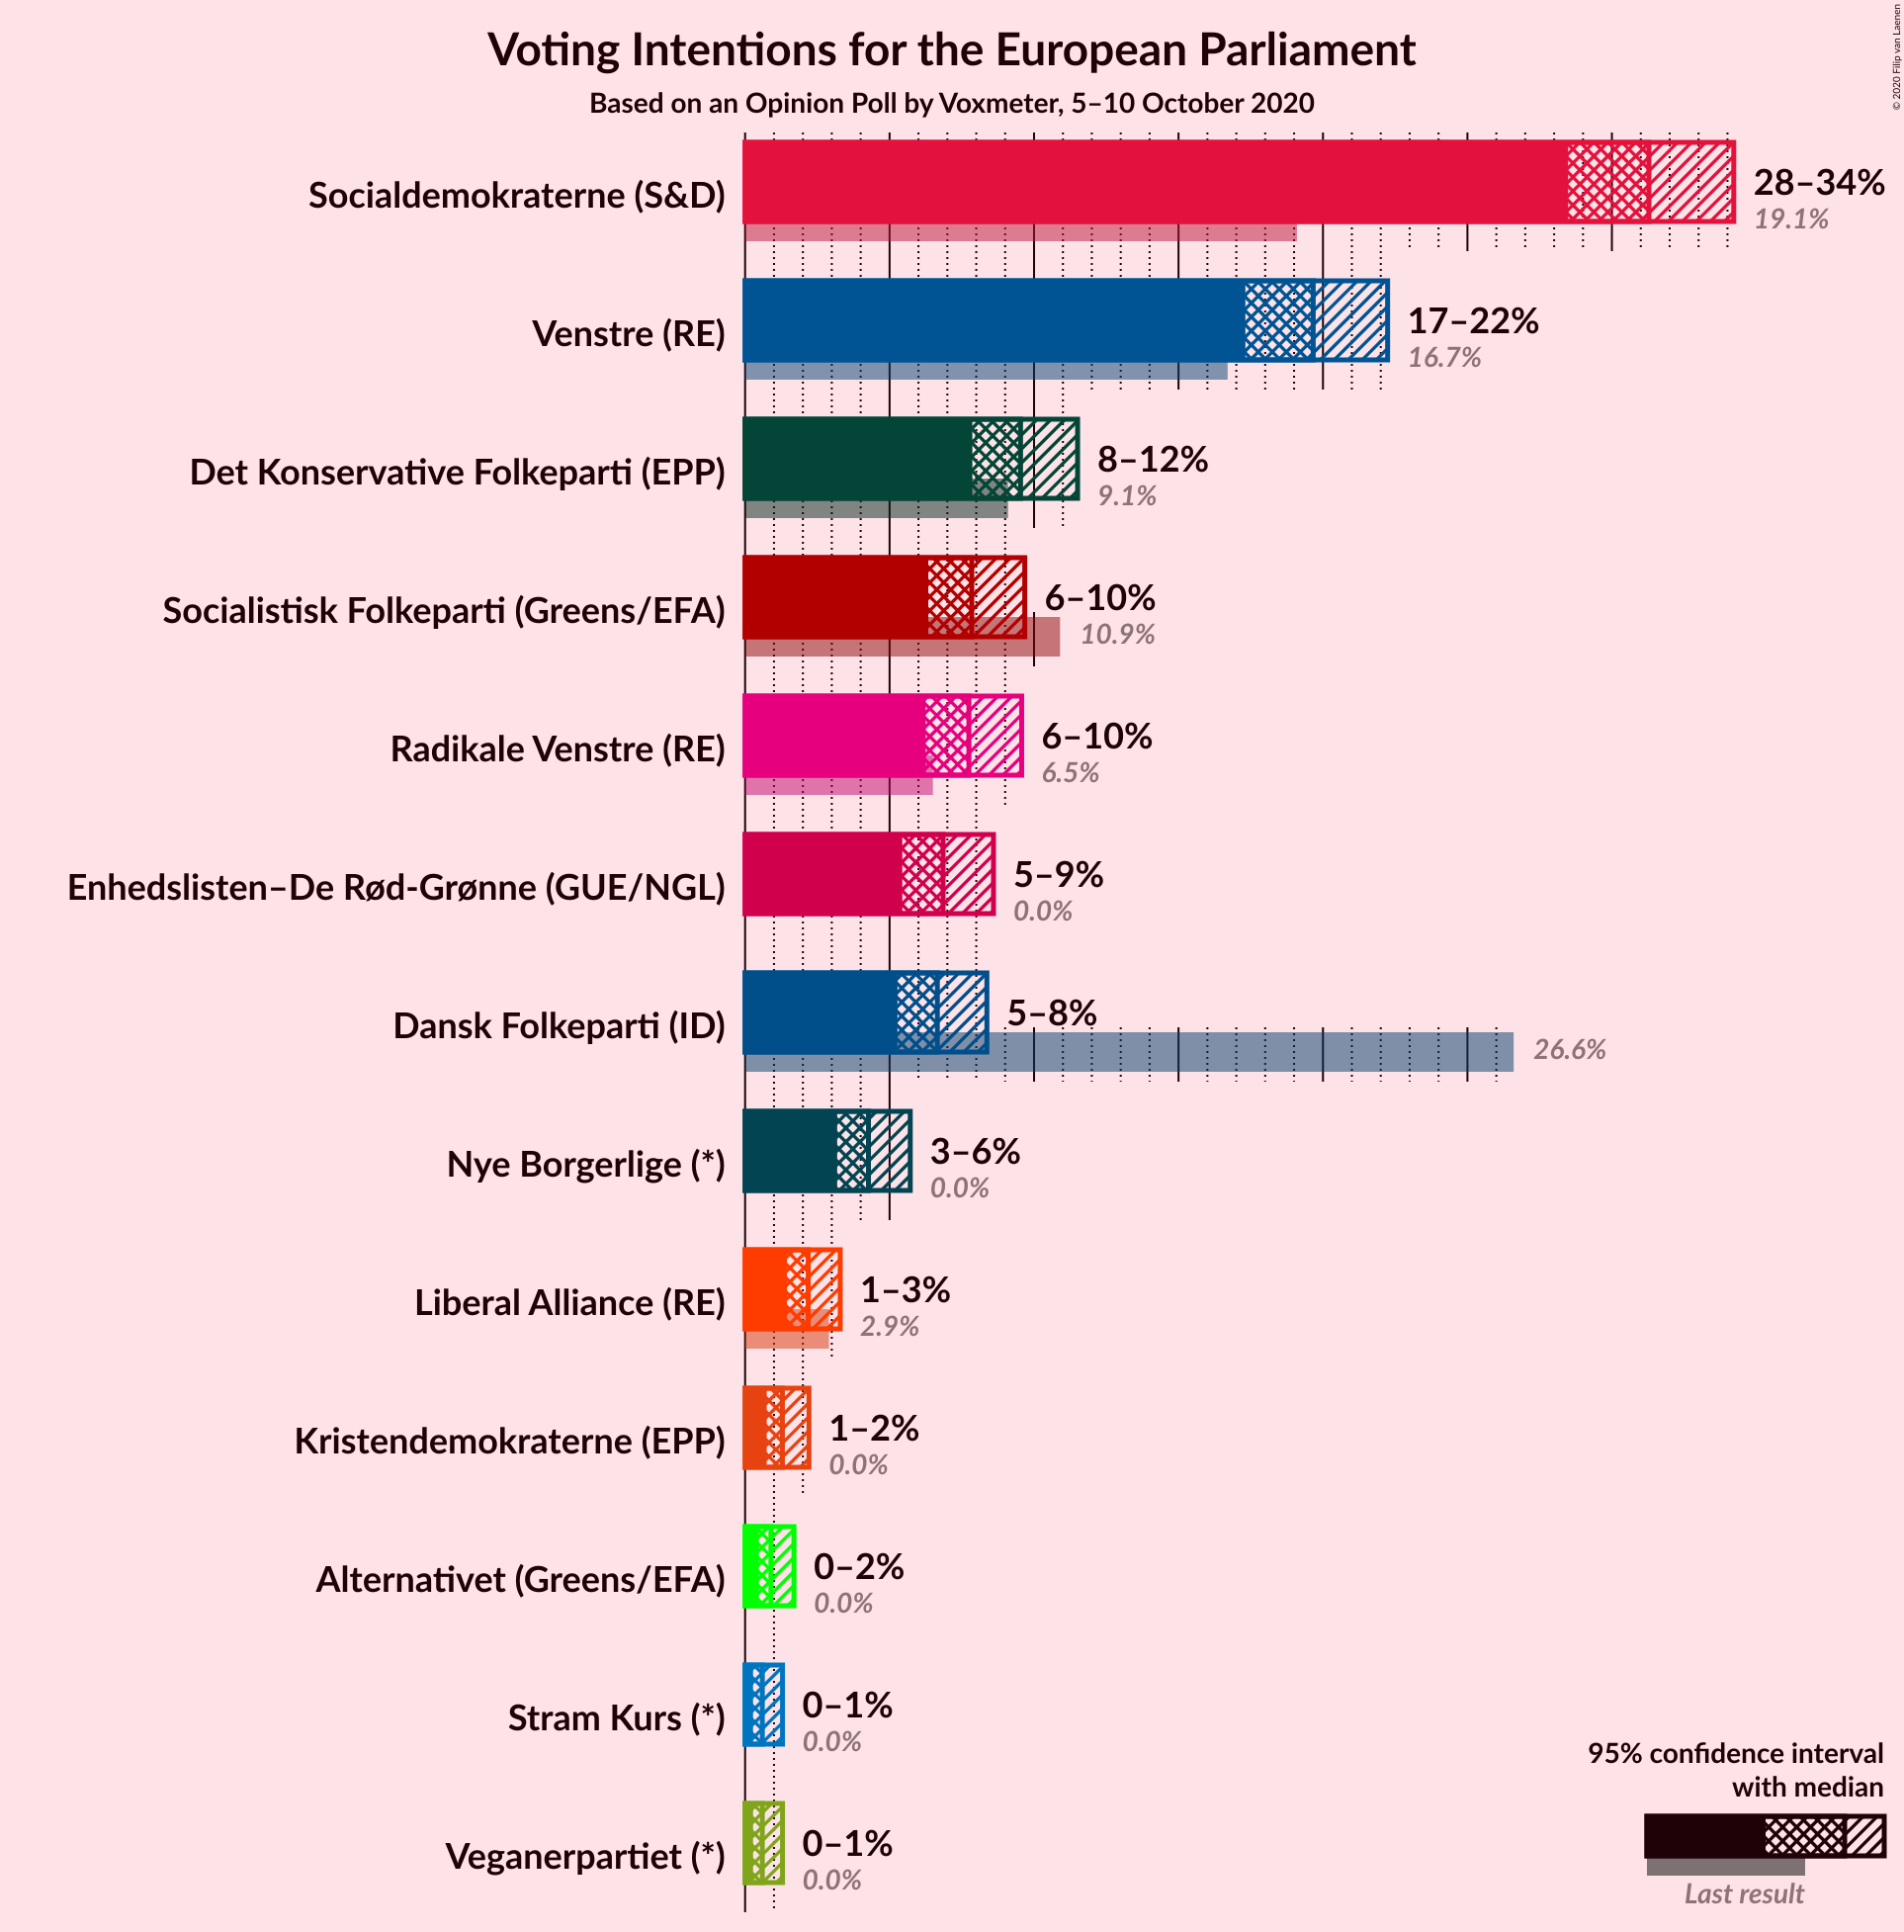 Voting Intentions for the European Parliament
Based on an Opinion Poll by Voxmeter, 5–10 October 2020
© 2020 Filip van Laenen
Socialdemokraterne (S&D)
28–34%
19.1%
Venstre (RE)
17–22%
16.7%
Det Konservative Folkeparti (EPP)
8–12%
9.1%
Socialistisk Folkeparti (Greens/EFA)
6–10%
10.9%
Radikale Venstre (RE)
6–10%
6.5%
Enhedslisten–De Rød-Grønne (GUE/NGL)
5–9%
0.0%
Dansk Folkeparti (ID)
5–8%
26.6%
Nye Borgerlige (*)
3–6%
0.0%
Liberal Alliance (RE)
1–3%
2.9%
Kristendemokraterne (EPP)
1–2%
0.0%
Alternativet (Greens/EFA)
0–2%
0.0%
Stram Kurs (*)
0–1%
0.0%
Veganerpartiet (*)
0–1%
0.0%
95% confidence interval
with median
Last result